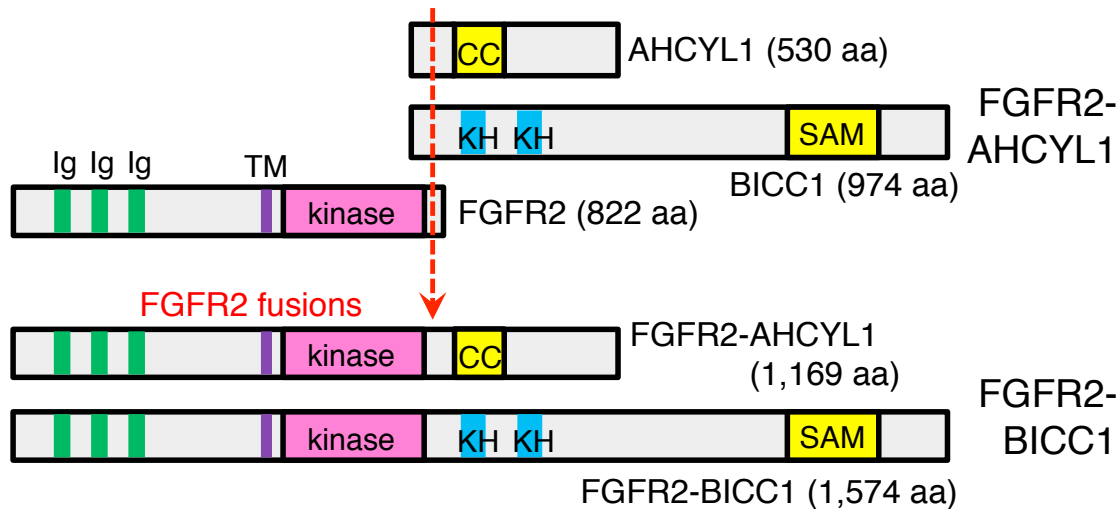 CC
AHCYL1 (530 aa)
KH KH SAM
FGFR2-
AHCYL1
BICC1 (974 aa)
Ig Ig Ig TM
kinase
FGFR2 (822 aa)
FGFR2 fusions
kinase
CC
FGFR2-AHCYL1
(1,169 aa)
FGFR2-
BICC1
kinase
KH KH SAM
FGFR2-BICC1 (1,574 aa)